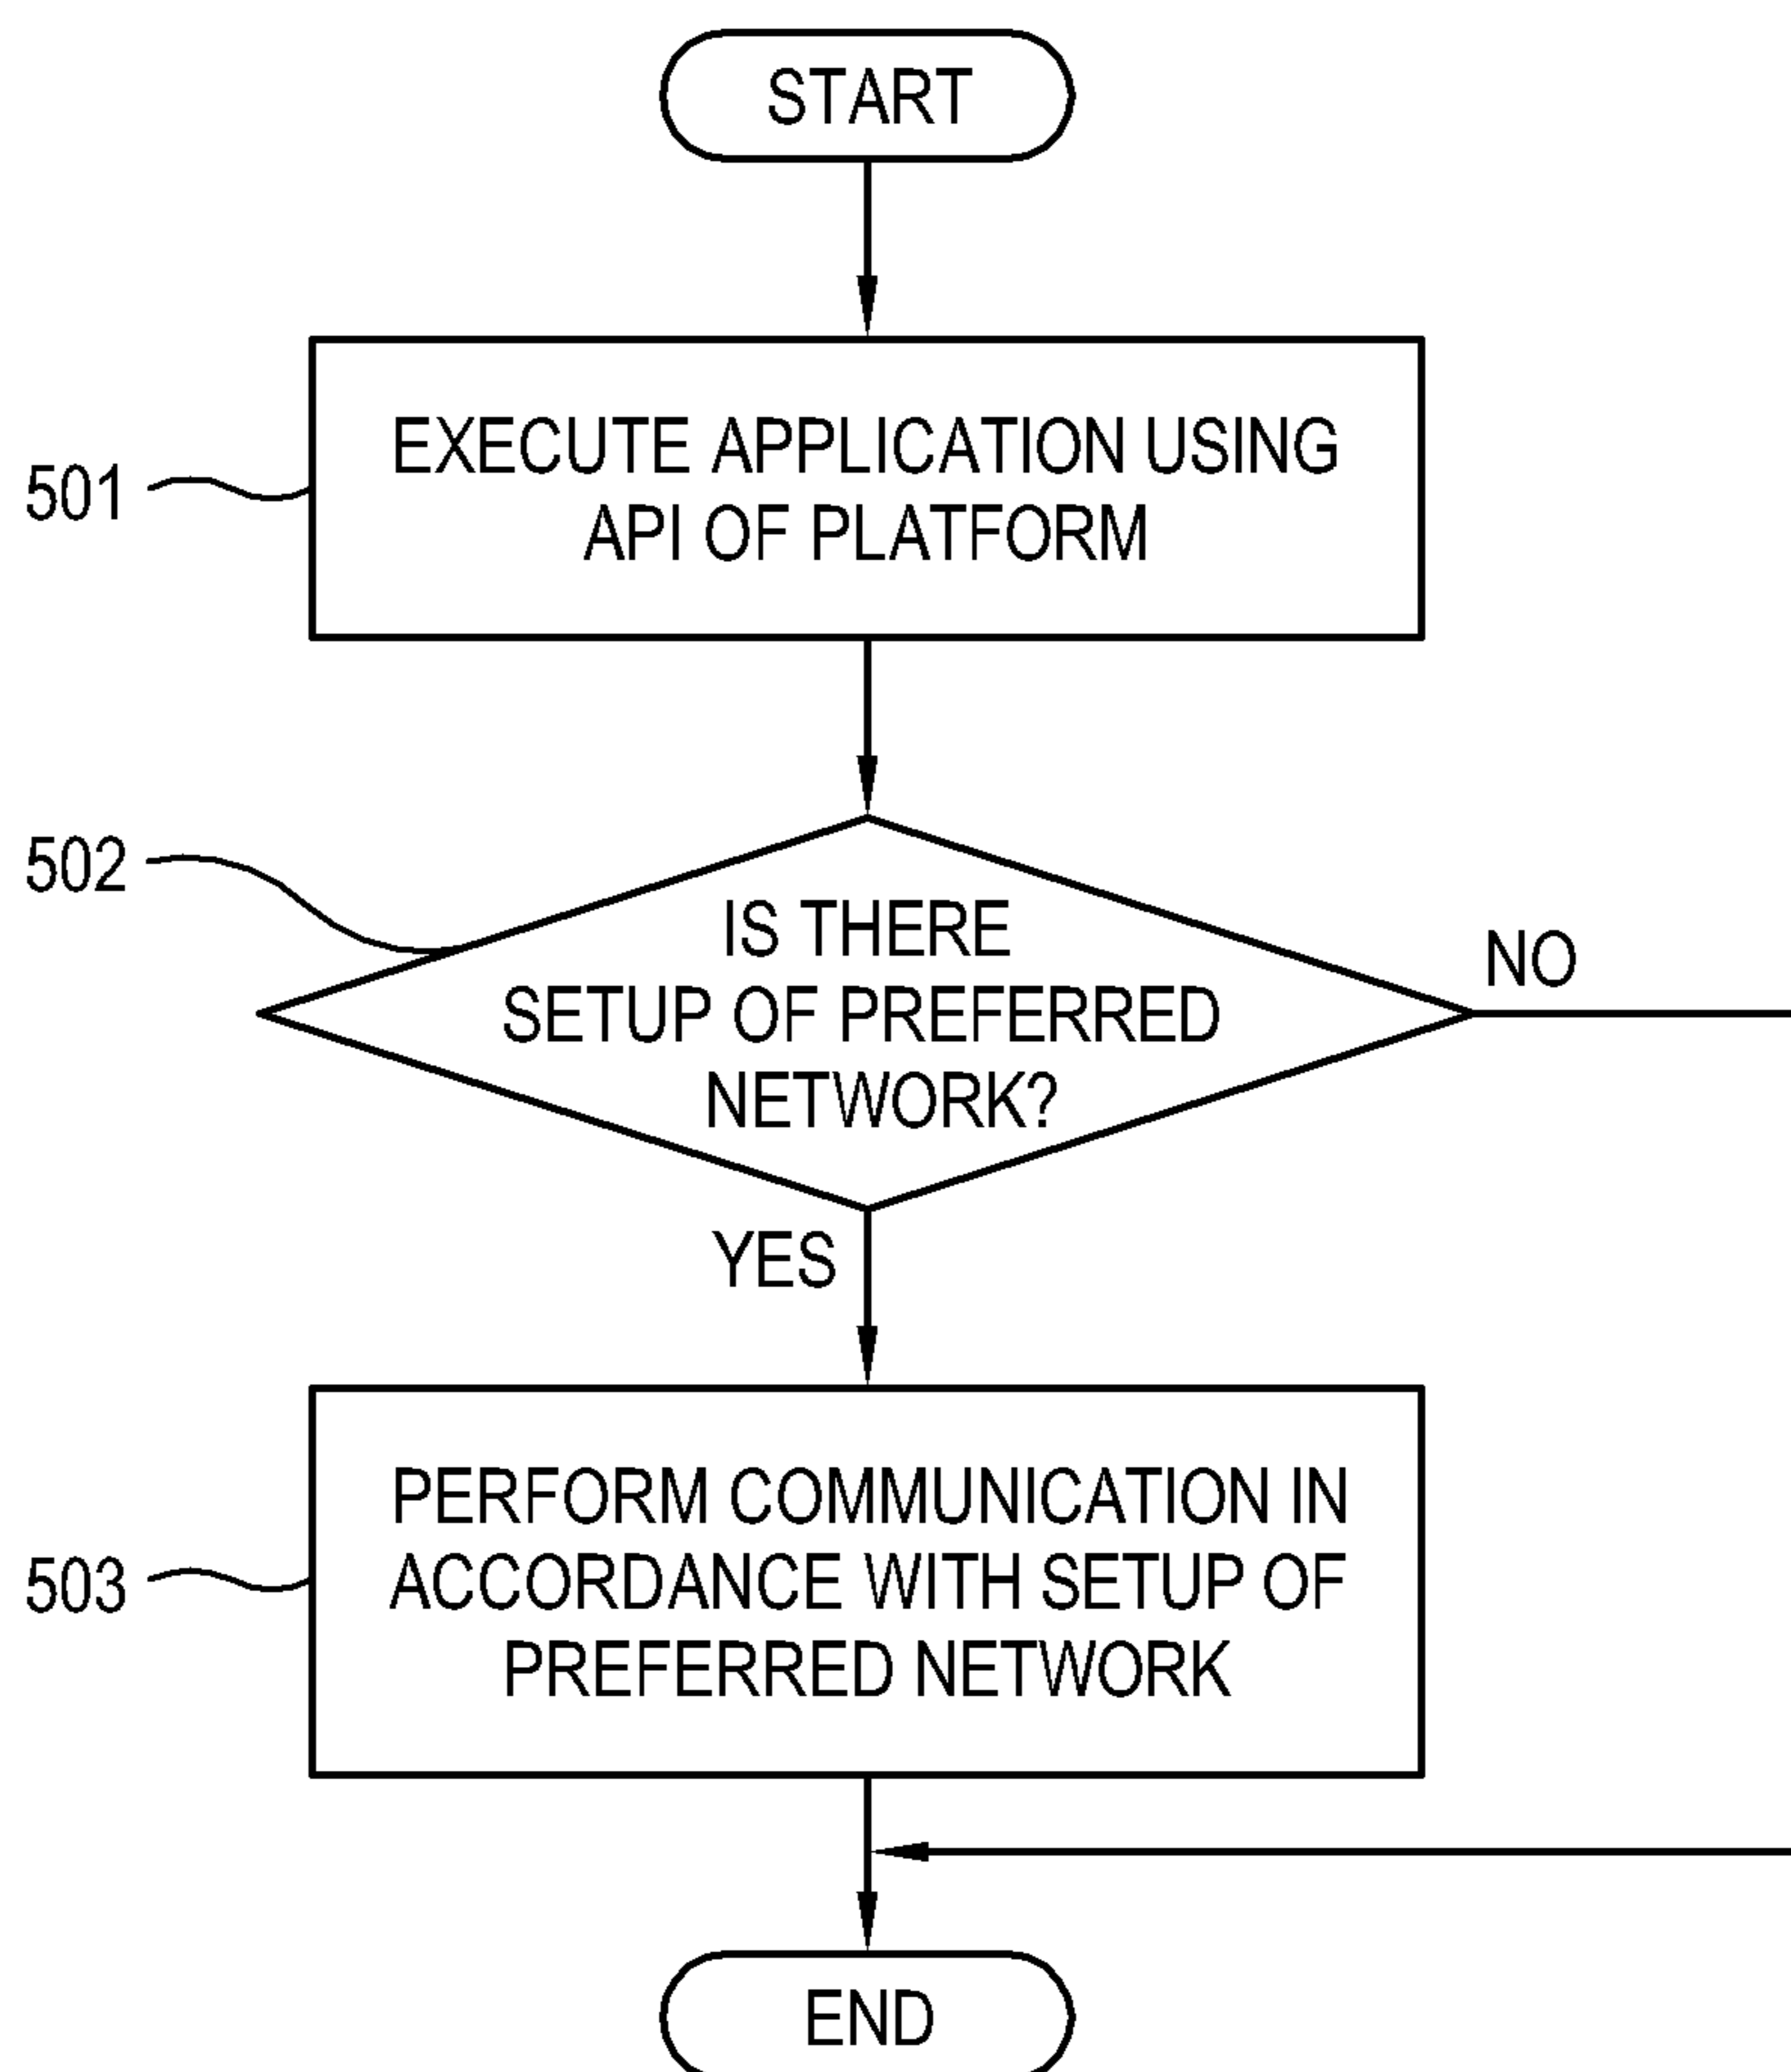 START
501
EXECUTE APPLICATION USING
API OF PLATFORM
502
IS THERE
SETUP OF PREFERRED
NETWORK?
NO
YES
503
PERFORM COMMUNICATION IN
ACCORDANCE WITH SETUP OF
PREFERRED NETWORK
END